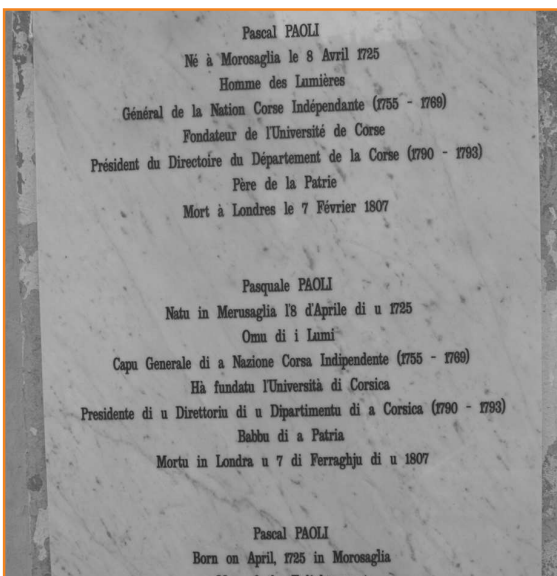 Pascal PAOLI
Né à Morosaglia le 8 Avril 1725
Homme des Lumières
Général de la Nation Corse Indépendante (1755 - 1769)
Fondateur de l'Université de Corse
Président du Directoire du Département de la Corse (1790 - 1793)
Père de la Patrie
Mort à Londres le 7 Février 1807
Pasquale PAOLI
Natu in Merusaglia l'8 d'Aprile di u 1725
Omu di i Lumi
Capu Generale di a Nazione Corsa Indipendente (1755 - 1769)
Hà fundatu l'Università di Corsica
Presidente di u Direttoriu di u Dipartimentu di a Corsica (1790 - 1793)
Babbu di a Patria
Mortu in Londra u 7 di Ferraghju di u 1807
Pascal PAOLI
Born on April, 1725 in Morosaglia